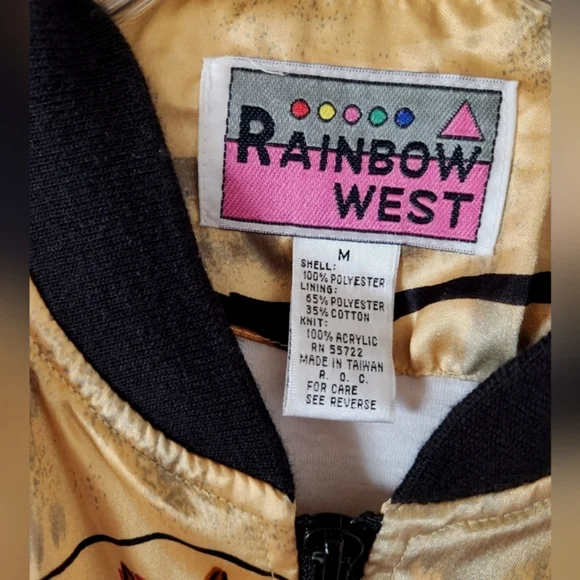 RAINBOW
WEST
M
SHELL:
100% POLYESTER
LINING:
65% POLYESTER
35% COTTON
KNIT:
100% ACRYLIC
RN 55722
MADE IN TAIWAN
R. O. C.
FOR CARE
SEE REVERSE